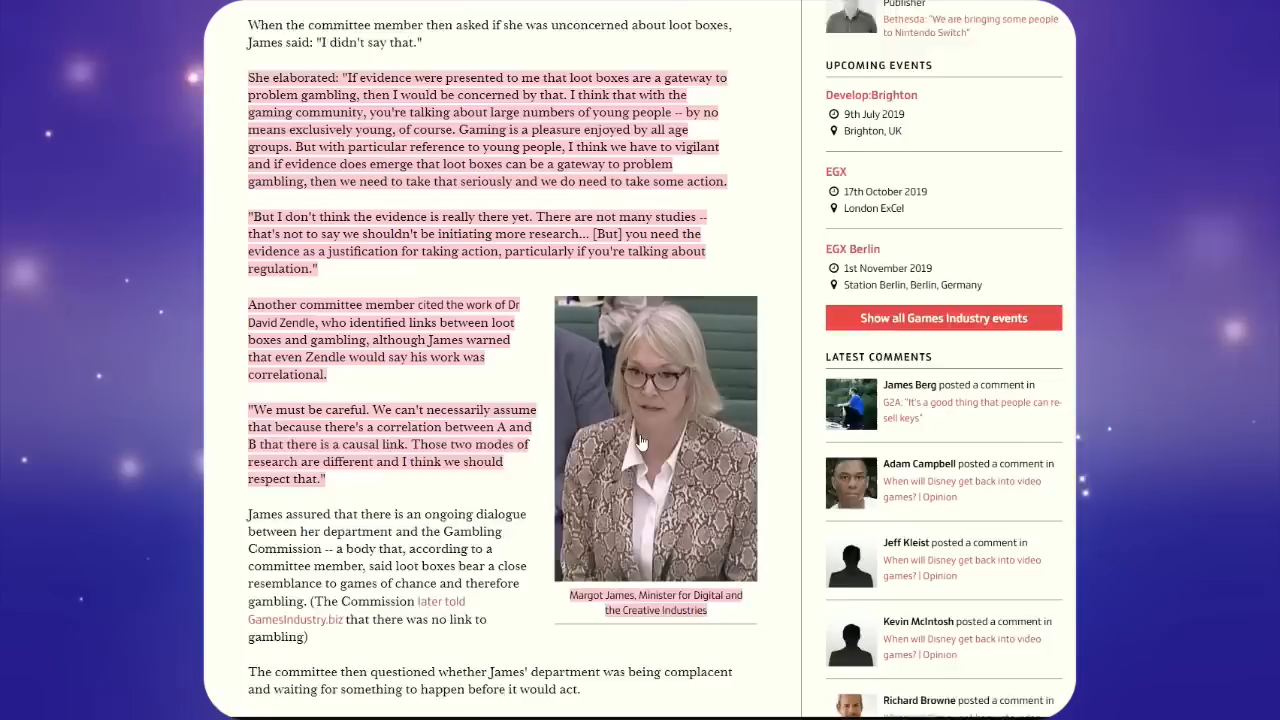 When the committee member then asked if she was unconcerned about loot boxes,
James said: "I didn't say that."
She elaborated: "If evidence were presented to me that loot boxes are a gateway to
problem gambling, then I would be concerned by that. I think that with the
gaming community, you're talking about large numbers of young people -- by no
means exclusively young, of course. Gaming is a pleasure enjoyed by all age
groups. But with particular reference to young people, I think we have to vigilant
and if evidence does emerge that loot boxes can be a gateway to problem
gambling, then we need to take that seriously and we do need to take some action.
"But I don't think the evidence is really there yet. There are not many studies --
that's not to say we shouldn't be initiating more research... [But] you need the
evidence as a justification for taking action, particularly if you're talking about
regulation."
Another committee member cited the work of Dr
David Zendle, who identified links between loot
boxes and gambling, although James warned
that even Zendle would say his work was
correlational.
"We must be careful. We can't necessarily assume
that because there's a correlation between A and
B that there is a causal link. Those two modes of
research are different and I think we should
respect that."
James assured that there is an ongoing dialogue
between her department and the Gambling
Commission -- a body that, according to a
committee member, said loot boxes bear a close
resemblance to games of chance and therefore
gambling. (The Commission later told
GamesIndustry.biz that there was no link to
gambling)
Margot James, Minister for Digital and
the Creative Industries
The committee then questioned whether James' department was being complacent
and waiting for something to happen before it would act.
Publisher
Bethesda: "We are bringing some people
to Nintendo Switch"
UPCOMING EVENTS
Develop:Brighton
9th July 2019
Brighton, UK
EGX
17th October 2019
London ExCel
EGX Berlin
1st November 2019
Station Berlin, Berlin, Germany
Show all Games Industry events
LATEST COMMENTS
James Berg posted a comment in
G2A: "It's a good thing that people can re-
sell keys"
Adam Campbell posted a comment in
When will Disney get back into video
games? | Opinion
Jeff Kleist posted a comment in
When will Disney get back into video
games? | Opinion
Kevin McIntosh posted a comment in
When will Disney get back into video
games? | Opinion
Richard Browne posted a comment in